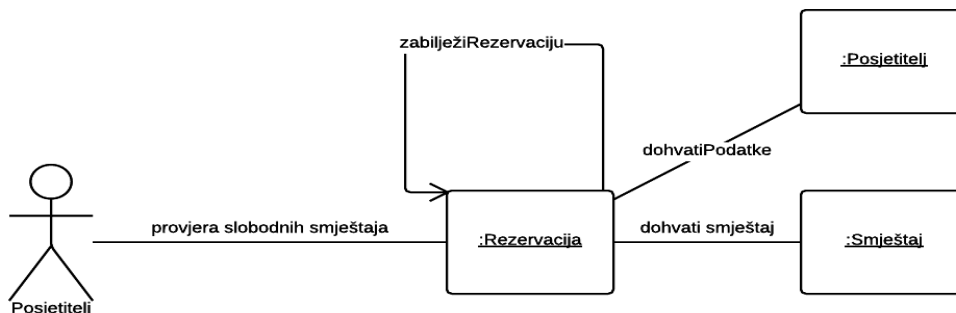 zabilježiRezervaciju
:Posjetitelj
dohvatiPodatke
provjera slobodnih smještaja
:Rezervacija
dohvati smještaj
:Smještaj
Posjetitelj